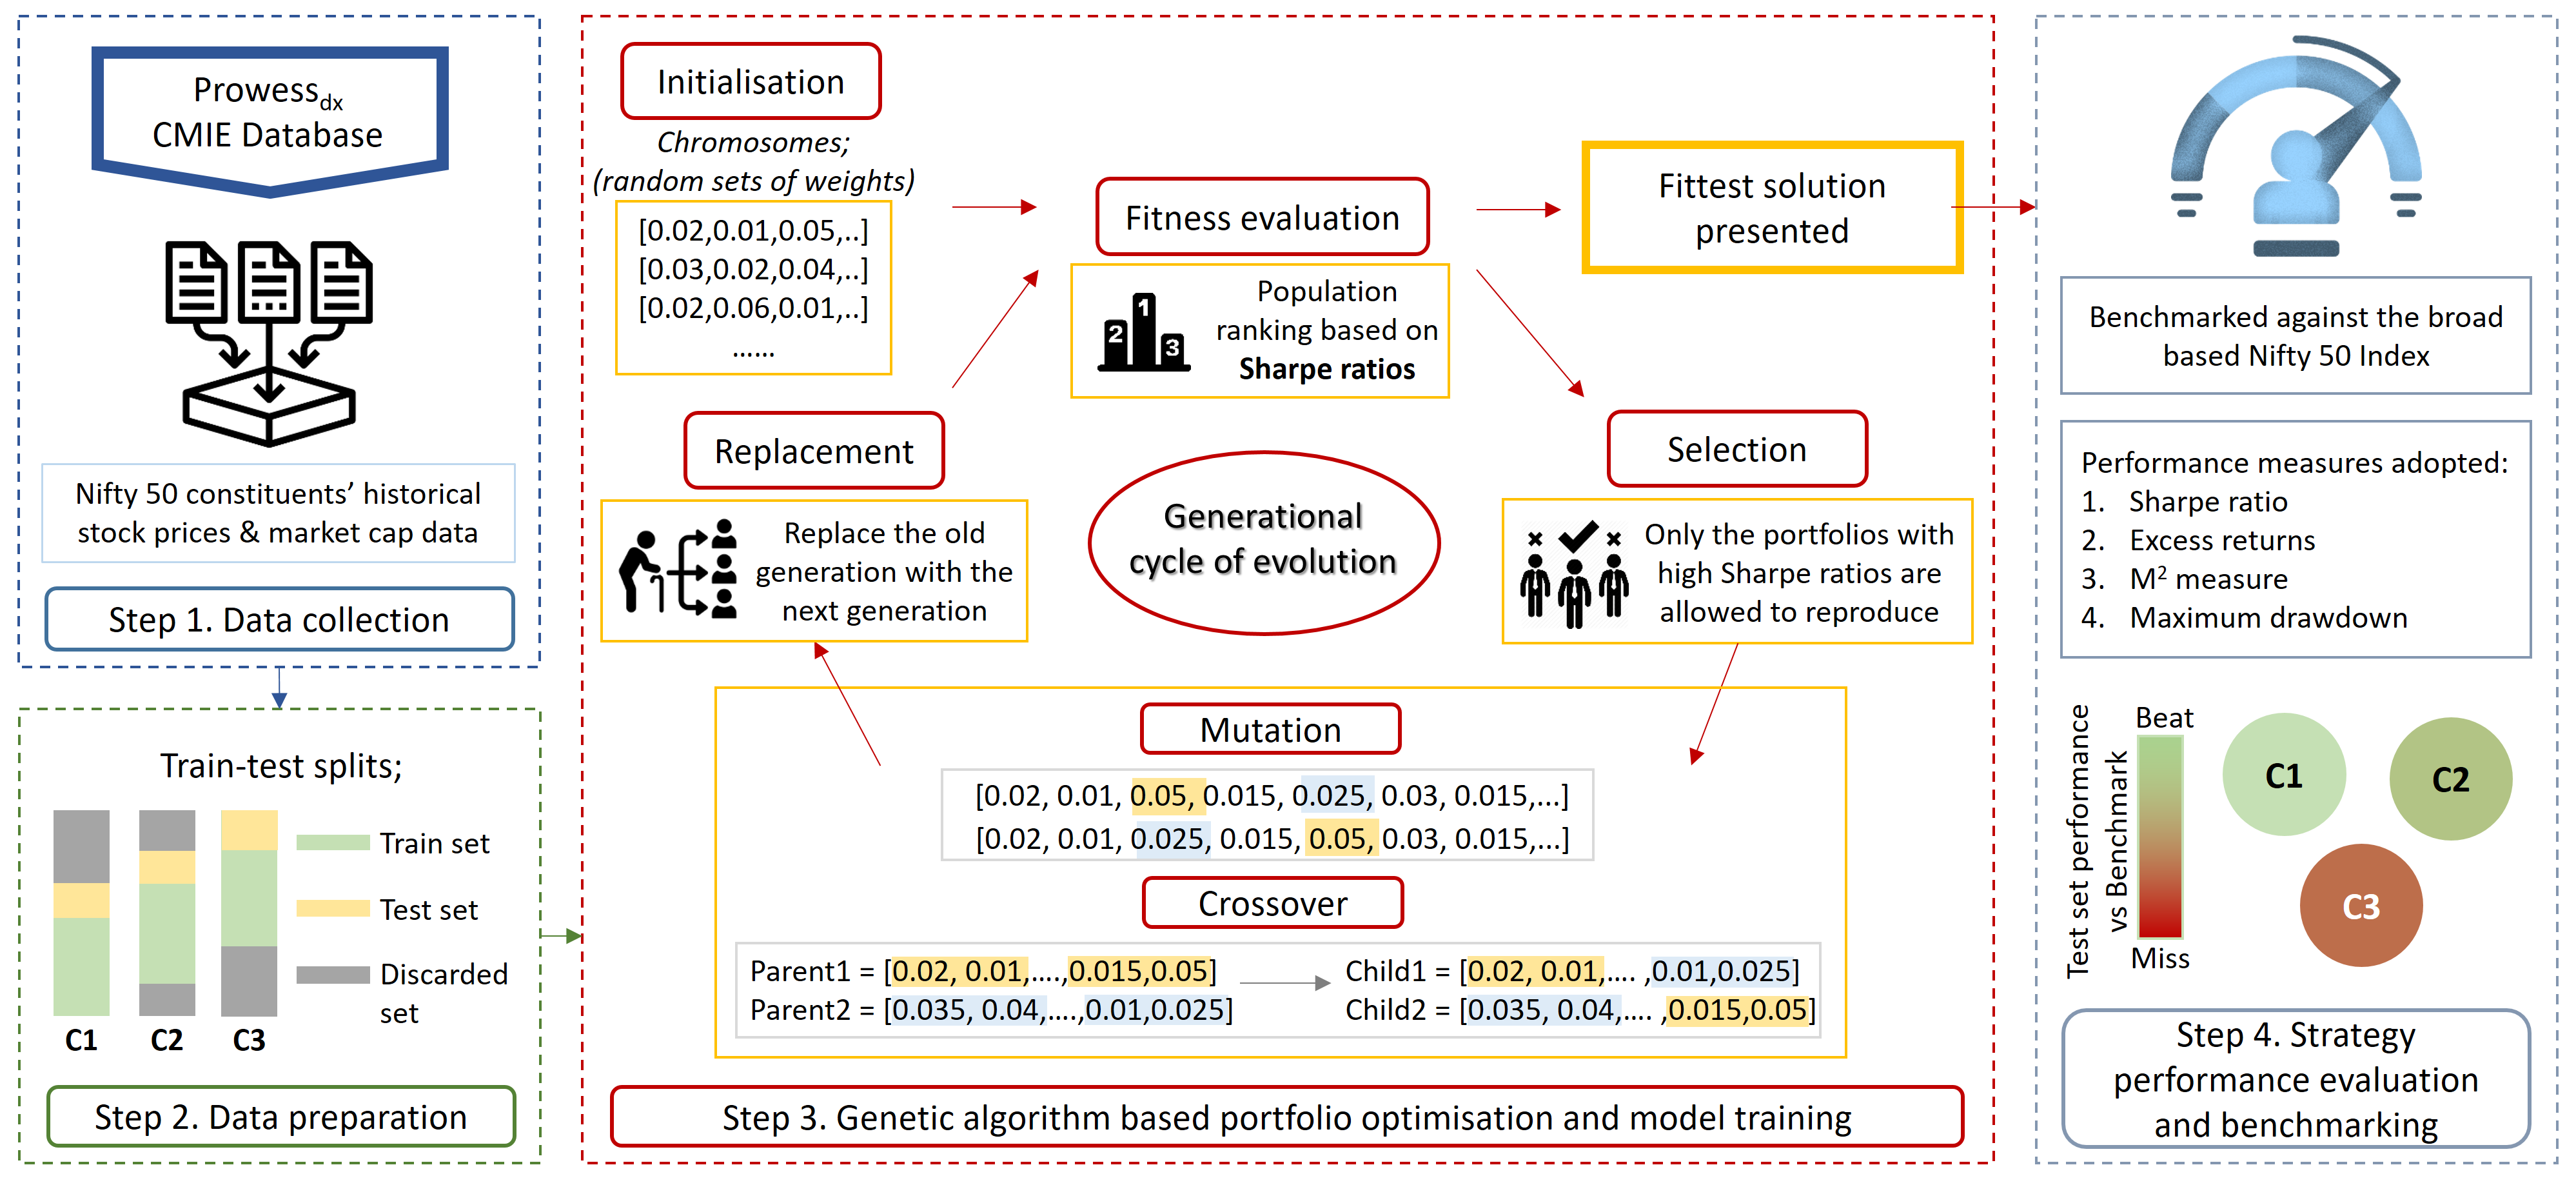 Prowessdx
CMIE Database
Nifty 50 constituents’ historical
stock prices & market cap data
Step 1. Data collection
Train-test splits;
Train set
Test set
Discarded
set
C1 C2 C3
Step 2. Data preparation
Initialisation
Chromosomes;
(random sets of weights)
[0.02,0.01,0.05,..]
[0.03,0.02,0.04,..]
[0.02,0.06,0.01,..]
......
Fitness evaluation
1
2
3
Population
ranking based on
Sharpe ratios
Fittest solution
presented
Replacement
Replace the old
generation with the
next generation
Generational
cycle of evolution
Selection
Only the portfolios with
high Sharpe ratios are
allowed to reproduce
Mutation
[0.02, 0.01, 0.05, 0.015, 0.025, 0.03, 0.015,...]
[0.02, 0.01, 0.025, 0.015, 0.05, 0.03, 0.015,...]
Crossover
Parent1 = [0.02, 0.01,....,0.015,0.05]
Parent2 = [0.035, 0.04,....,0.01,0.025]
Child1 = [0.02, 0.01,.... ,0.01,0.025]
Child2 = [0.035, 0.04,.... ,0.015,0.05]
Step 3. Genetic algorithm based portfolio optimisation and model training
Benchmarked against the broad
based Nifty 50 Index
Performance measures adopted:
1. Sharpe ratio
2. Excess returns
3. M² measure
4. Maximum drawdown
Test set performance
vs Benchmark
Beat
Miss
C1
C2
C3
Step 4. Strategy
performance evaluation
and benchmarking